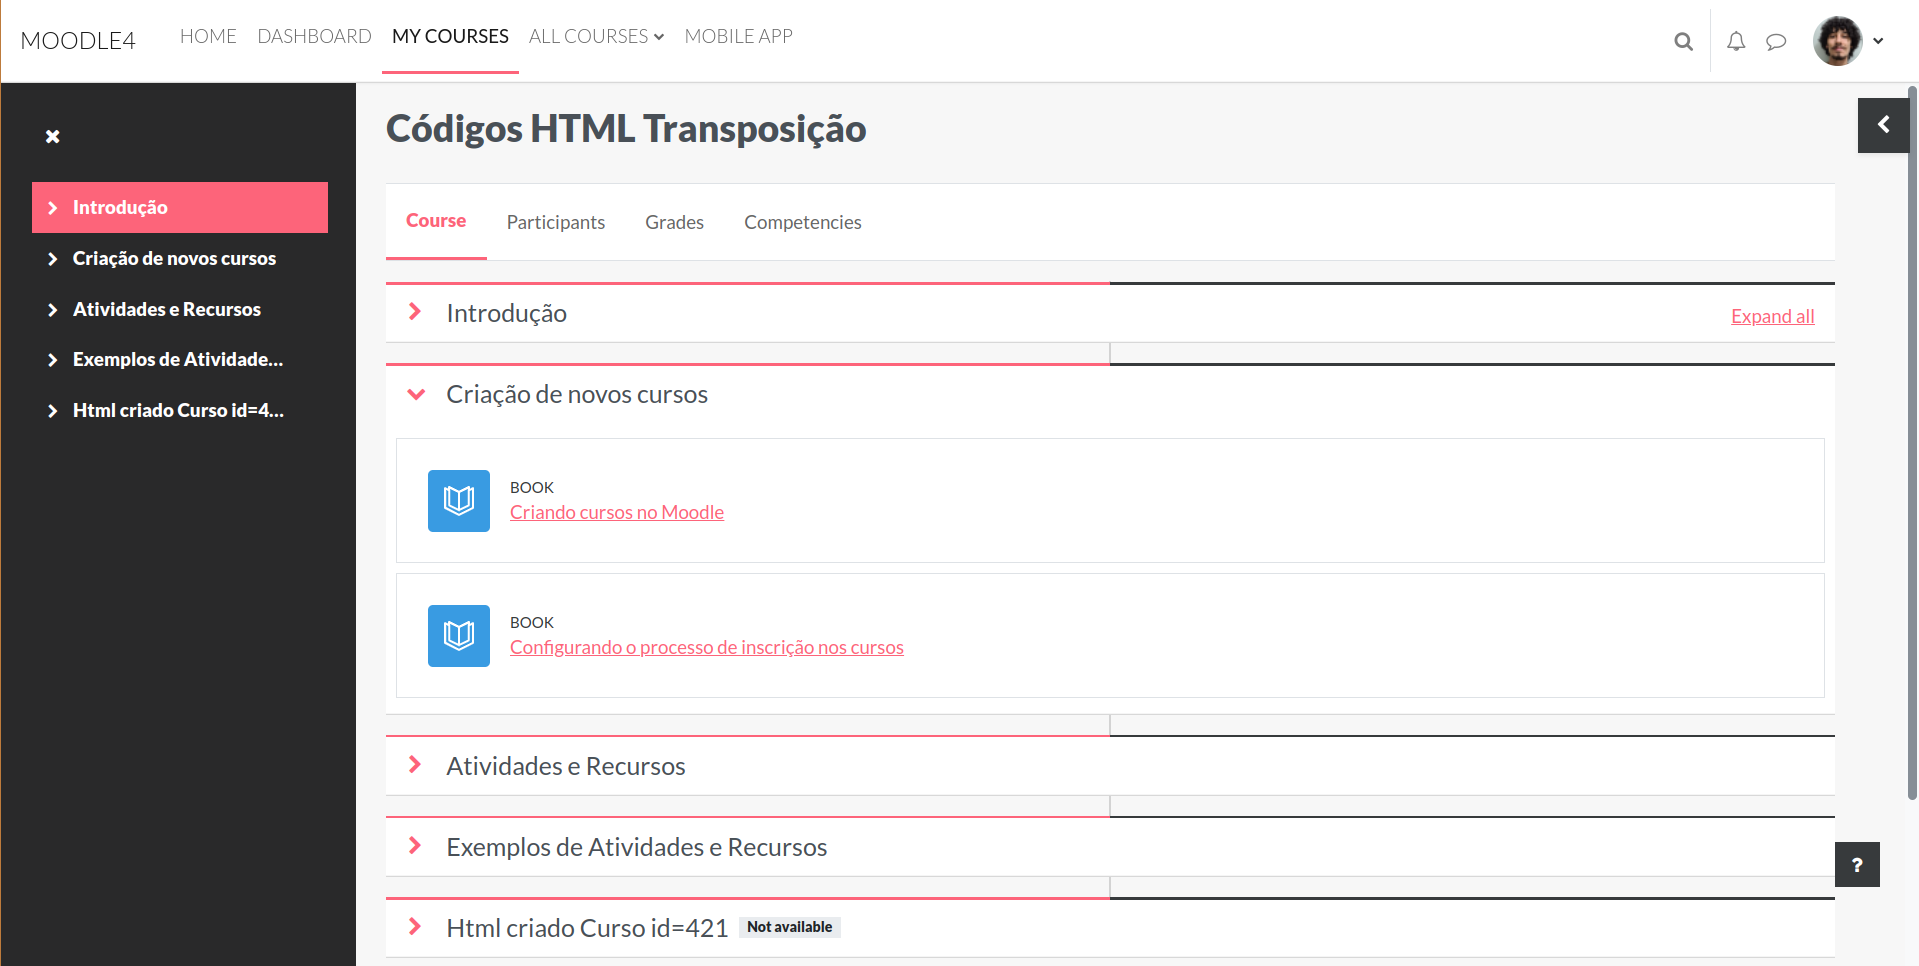 MOODLE4 HOME DASHBOARD MY COURSES ALL COURSES MOBILE APP
Introdução
Criação de novos cursos
Atividades e Recursos
Exemplos de Atividade...
Html criado Curso id=4...
Códigos HTML Transposição
Course Participants Grades Competencies
Introdução Expand all
Criação de novos cursos
BOOK
Criando cursos no Moodle
BOOK
Configurando o processo de inscrição nos cursos
Atividades e Recursos
Exemplos de Atividades e Recursos
?
Html criado Curso id=421 Not available